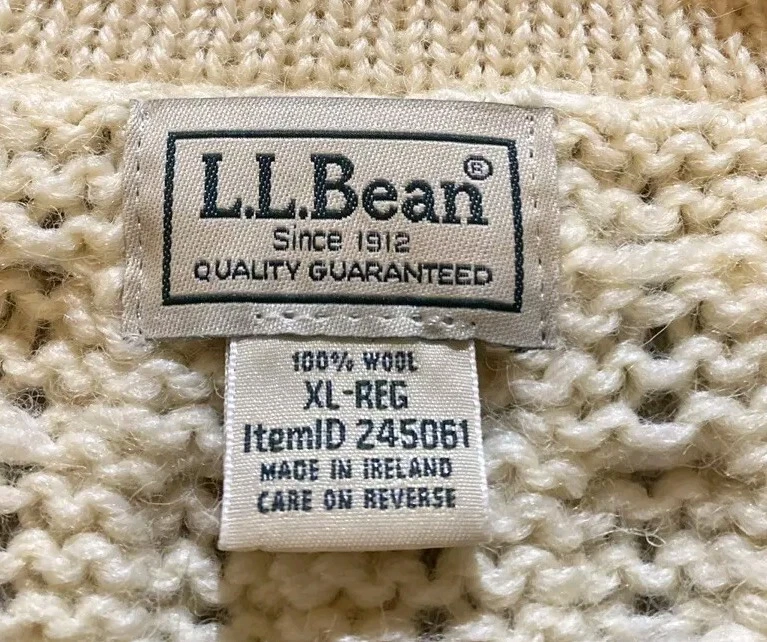 L.L.Bean®
Since 1912
QUALITY GUARANTEED
100% WOOL
XL-REG
ItemID 245061
MADE IN IRELAND
CARE ON REVERSE